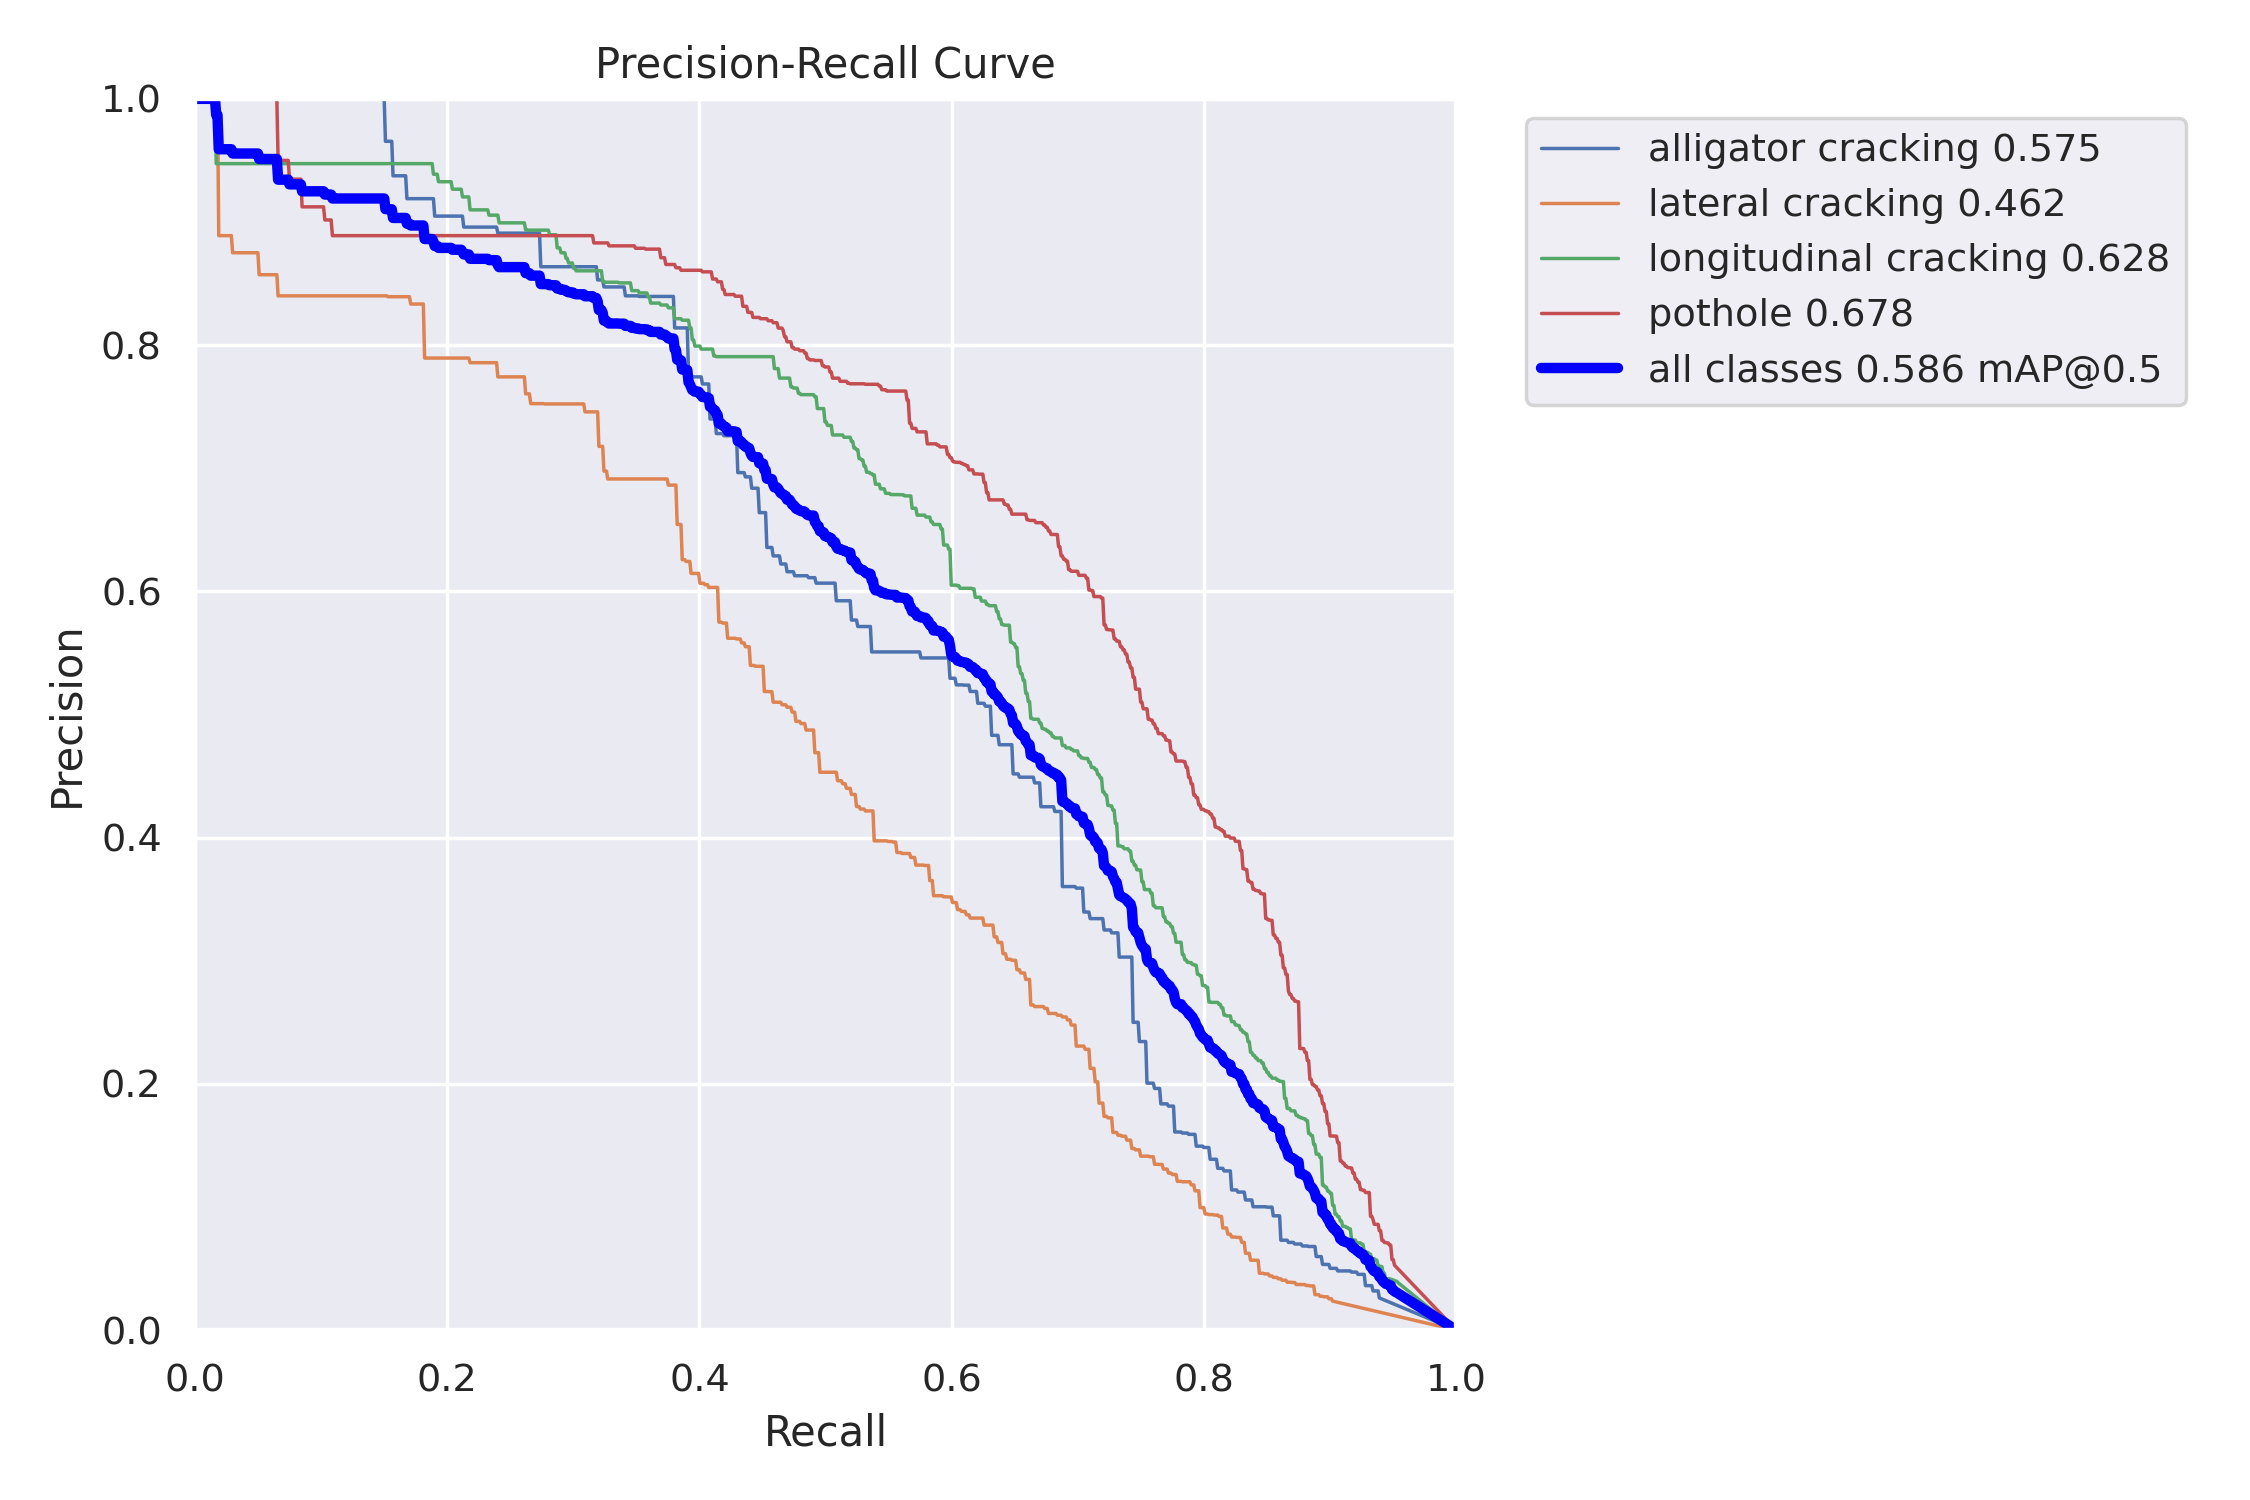 Precision-Recall Curve
1.0
0.8
0.6
0.4
0.2
0.0
Precision
0.0 0.2 0.4 0.6 0.8 1.0
Recall
alligator cracking 0.575
lateral cracking 0.462
longitudinal cracking 0.628
pothole 0.678
all classes 0.586 mAP@0.5